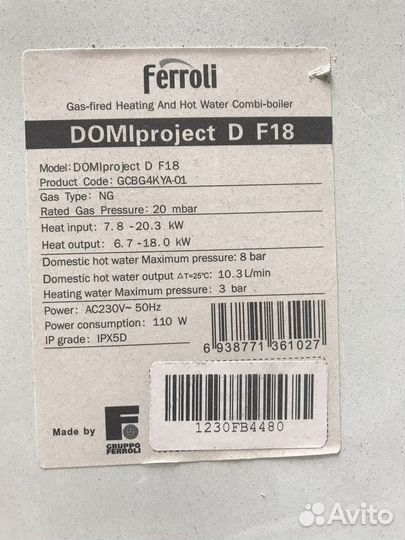 Ferroli
Gas-fired Heating And Hot Water Combi-boiler
DOMIproject D F18
Model: DOMIproject D F18
Product Code: GCBG4KYA-01
Gas Type: NG
Rated Gas Pressure: 20 mbar
Heat input: 7.8-20.3 kW
Heat output: 6.7-18.0 kW
Domestic hot water Maximum pressure: 8 bar
Domestic hot water output △T=25℃: 10.3L/min
Heating water Maximum pressure: 3 bar
Power: AC230V~ 50Hz
Power consumption: 110 W
IP grade: IPX5D
6 938771 361027
Made by
GRUPPO
FERROLI
1230FB4480
Avito